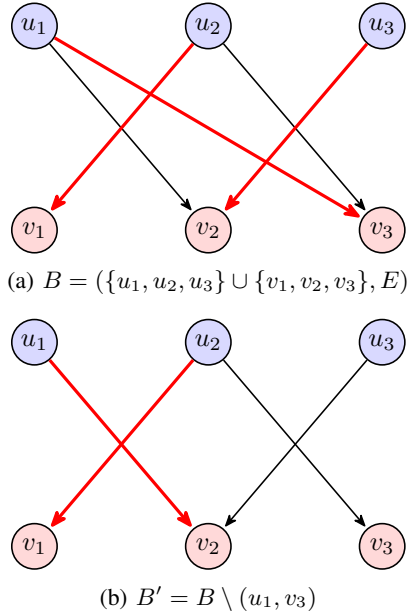 u₁ u₂ u₃
v₁ v₂ v₃
(a) B = ({u₁, u₂, u₃} ∪ {v₁, v₂, v₃}, E)
u₁ u₂ u₃
v₁ v₂ v₃
(b) B′ = B \ (u₁, v₃)